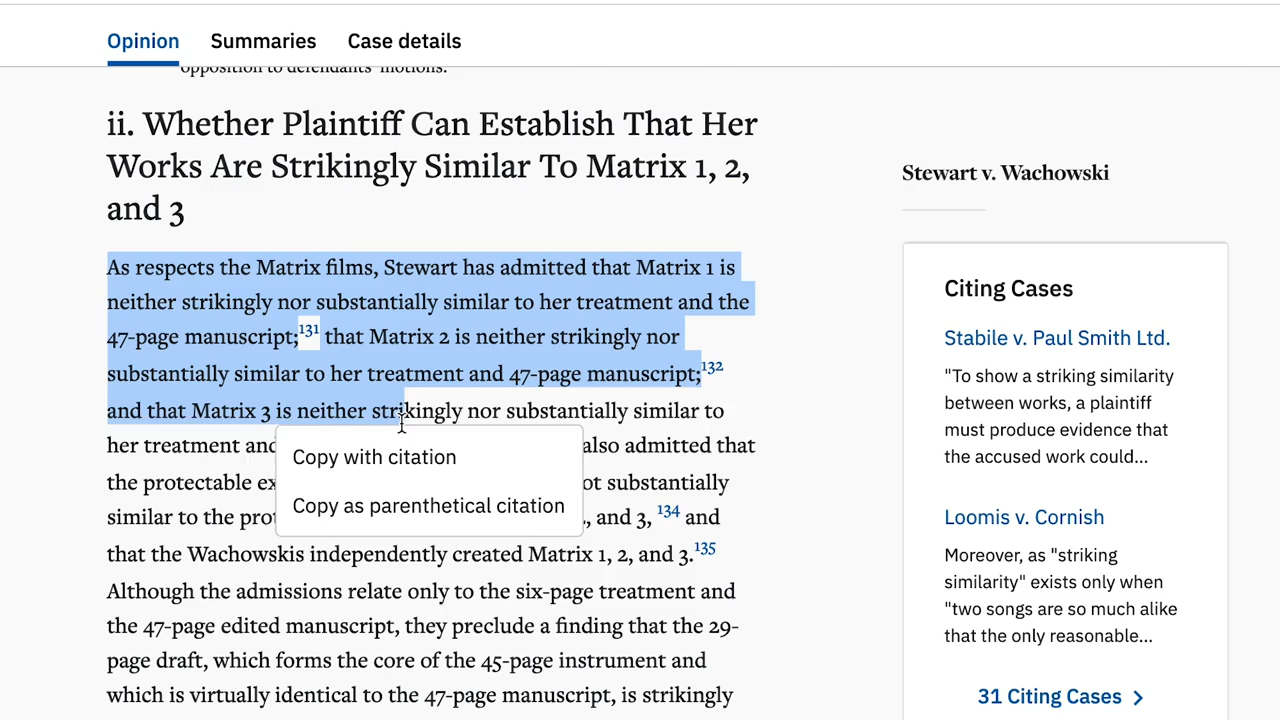 Opinion Summaries Case details
opposition to defendants' motions.
ii. Whether Plaintiff Can Establish That Her
Works Are Strikingly Similar To Matrix 1, 2,
and 3
As respects the Matrix films, Stewart has admitted that Matrix 1 is
neither strikingly nor substantially similar to her treatment and the
47-page manuscript;131 that Matrix 2 is neither strikingly nor
substantially similar to her treatment and 47-page manuscript;132
and that Matrix 3 is neither strikingly nor substantially similar to
her treatment and also admitted that
the protectable ot substantially
similar to the , and 3, 134 and
that the Wachowskis independently created Matrix 1, 2, and 3.135
Although the admissions relate only to the six-page treatment and
the 47-page edited manuscript, they preclude a finding that the 29-
page draft, which forms the core of the 45-page instrument and
which is virtually identical to the 47-page manuscript, is strikingly
Copy with citation
Copy as parenthetical citation
Stewart v. Wachowski
Citing Cases
Stabile v. Paul Smith Ltd.
"To show a striking similarity
between works, a plaintiff
must produce evidence that
the accused work could...
Loomis v. Cornish
Moreover, as "striking
similarity" exists only when
"two songs are so much alike
that the only reasonable...
31 Citing Cases